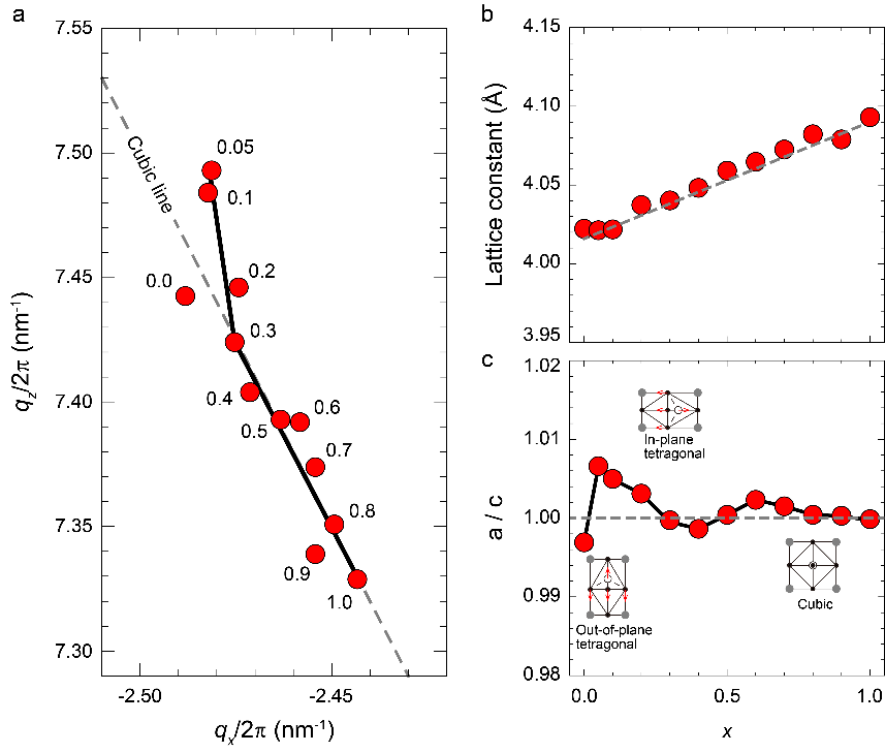 a
7.55
7.50
7.45
7.40
7.35
7.30
qz/2π (nm-1)
-2.50
-2.45
qx/2π (nm-1)
Cubic line
0.05
0.1
0.0
0.2
0.3
0.4
0.5
0.6
0.7
0.8
0.9
1.0
b
4.15
4.10
4.05
4.00
3.95
Lattice constant (Å)
c
1.02
1.01
1.00
0.99
0.98
a / c
In-plane
tetragonal
Out-of-plane
tetragonal
Cubic
0.0
0.5
1.0
x